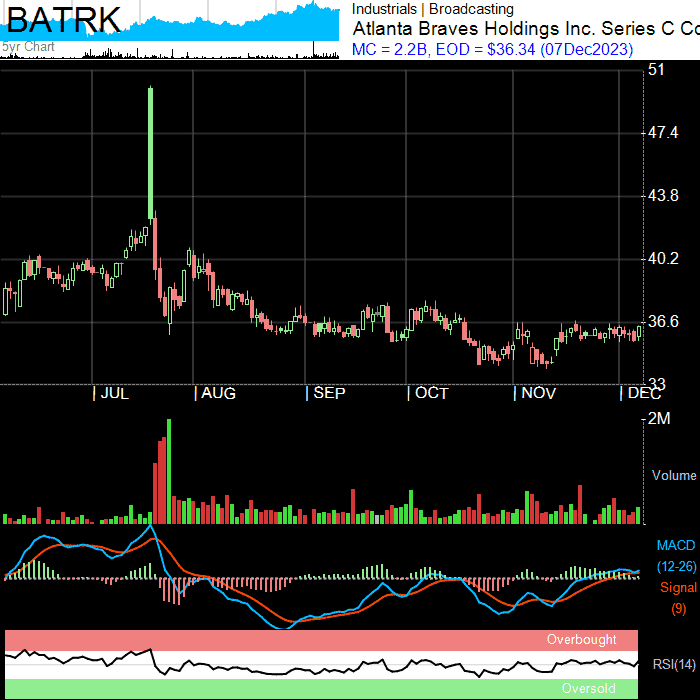 BATRK
5yr Chart
Industrials | Broadcasting
Atlanta Braves Holdings Inc. Series C Co
MC = 2.2B, EOD = $36.34 (07Dec2023)
51
47.4
43.8
40.2
36.6
33
| JUL | AUG | SEP | OCT | NOV | DEC
2M
Volume
MACD
(12-26)
Signal
(9)
Overbought
RSI(14)
Oversold